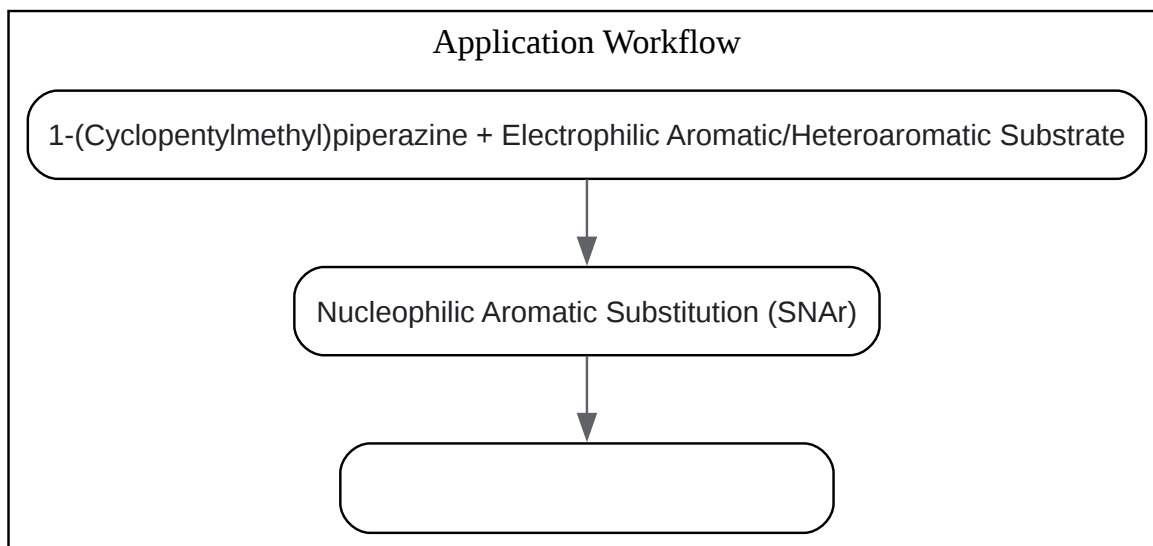 Application Workflow
1-(Cyclopentylmethyl)piperazine + Electrophilic Aromatic/Heteroaromatic Substrate
Nucleophilic Aromatic Substitution (SNAr)